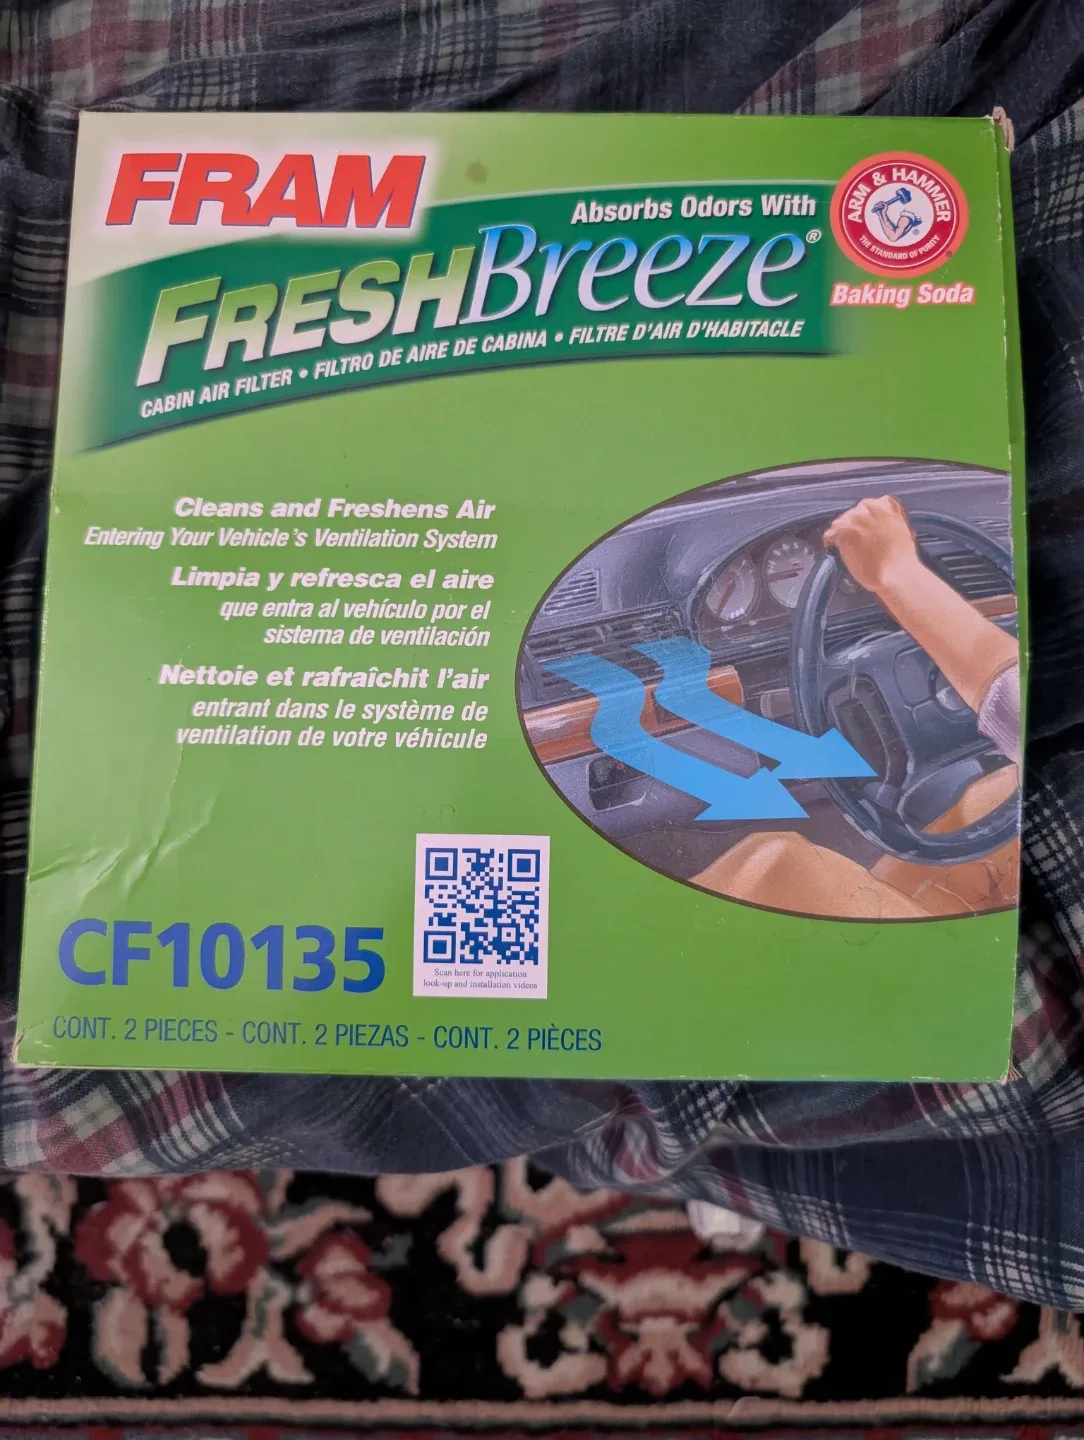 FRAM
Absorbs Odors With
ARM & HAMMER
THE STANDARD OF PURITY
Baking Soda
FRESHBreeze®
CABIN AIR FILTER • FILTRO DE AIRE DE CABINA • FILTRE D'AIR D'HABITACLE
Cleans and Freshens Air
Entering Your Vehicle's Ventilation System
Limpia y refresca el aire
que entra al vehículo por el
sistema de ventilación
Nettoie et rafraîchit l'air
entrant dans le système de
ventilation de votre véhicule
CF10135
Scan here for application
look-up and installation videos
CONT. 2 PIECES - CONT. 2 PIEZAS - CONT. 2 PIÈCES